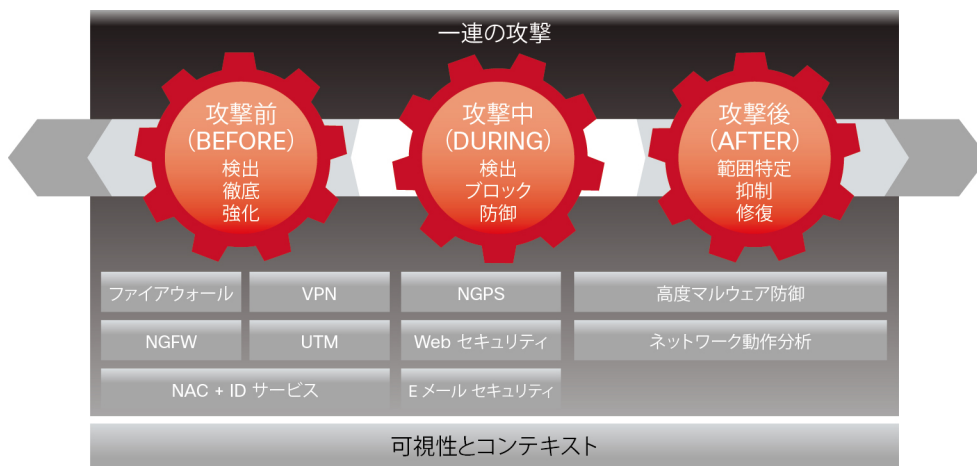 一連の攻撃
攻撃前
(BEFORE)
検出
徹底
強化
攻撃中
(DURING)
検出
ブロック
防御
攻撃後
(AFTER)
範囲特定
抑制
修復
ファイアウォール
VPN
NGPS
高度マルウェア防御
NGFW
UTM
Web セキュリティ
ネットワーク動作分析
NAC + ID サービス
E メール セキュリティ
可視性とコンテキスト